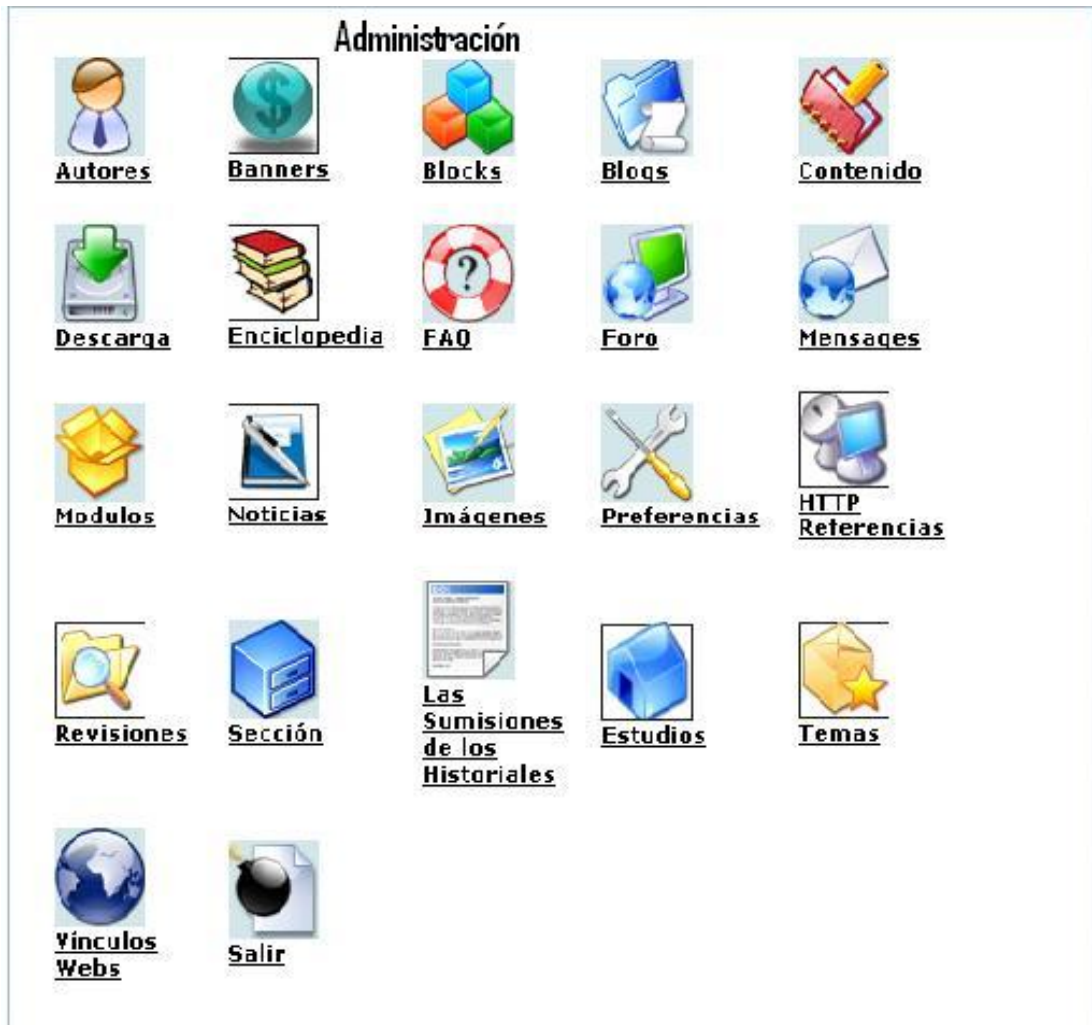 Administración
Autores
Banners
Blocks
Blogs
Contenido
Descarga
Enciclopedia
FAQ
Foro
Mensages
Modulos
Noticias
Imágenes
Preferencias
HTTP
Referencias
Revisiones
Sección
Las
Sumisiones
de los
Historiales
Estudios
Temas
Vínculos
Webs
Salir